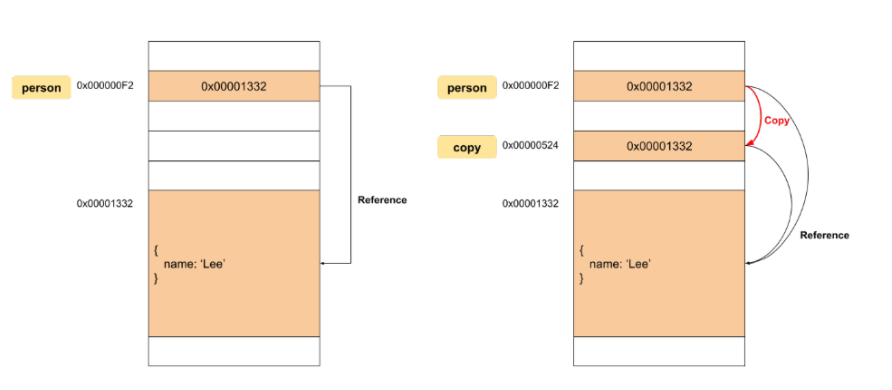 person 0x000000F2 0x00001332
0x00001332
Reference
{
name: ‘Lee’
}
person 0x000000F2 0x00001332
Copy
copy 0x00000524 0x00001332
0x00001332
Reference
{
name: ‘Lee’
}